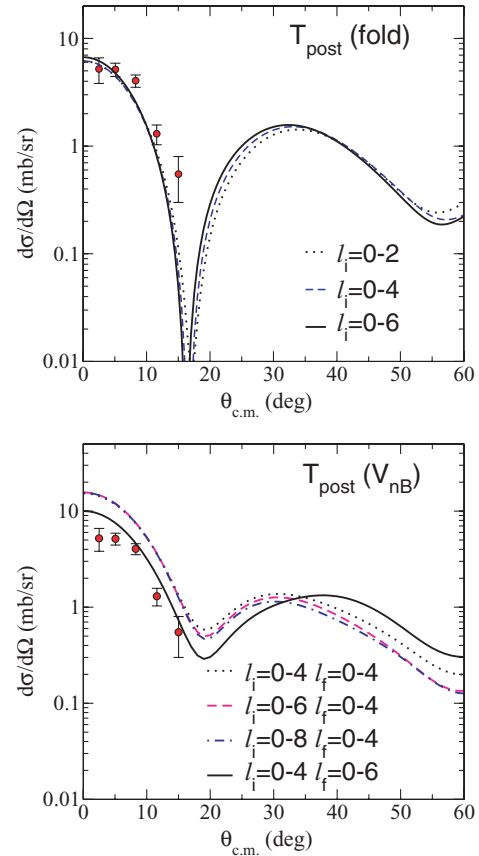 T_post (fold)
dσ/dΩ (mb/sr)
10
1
0.1
0.01
l_i=0-2
l_i=0-4
l_i=0-6
0 10 20 30 40 50 60
θ_c.m. (deg)
T_post (V_nB)
dσ/dΩ (mb/sr)
100
10
1
0.1
0.01
l_i=0-4 l_f=0-4
l_i=0-6 l_f=0-4
l_i=0-8 l_f=0-4
l_i=0-4 l_f=0-6
0 10 20 30 40 50 60
θ_c.m. (deg)